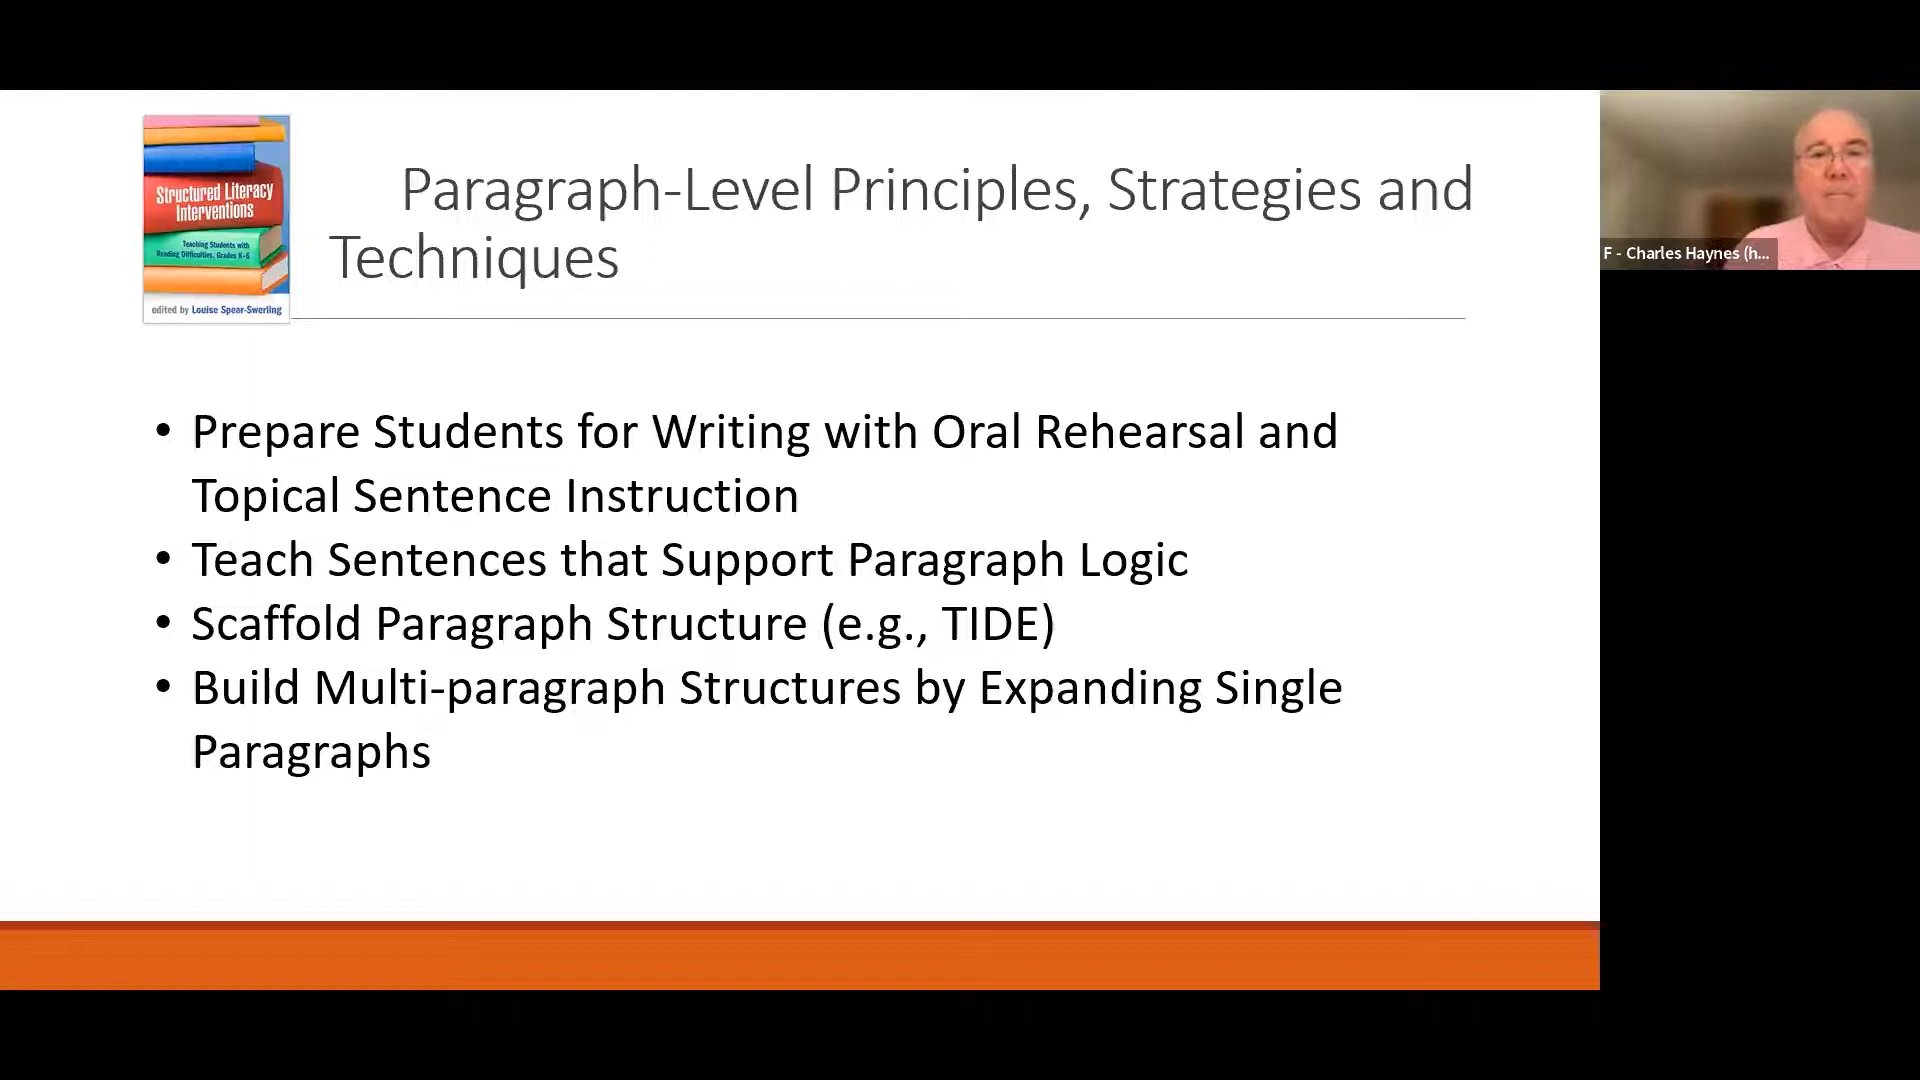 Structured Literacy
Interventions
Teaching Students with
Reading Difficulties, Grades K-6
edited by Louise Spear-Swerling
Paragraph-Level Principles, Strategies and
Techniques
• Prepare Students for Writing with Oral Rehearsal and
Topical Sentence Instruction
• Teach Sentences that Support Paragraph Logic
• Scaffold Paragraph Structure (e.g., TIDE)
• Build Multi-paragraph Structures by Expanding Single
Paragraphs
F - Charles Haynes (h...